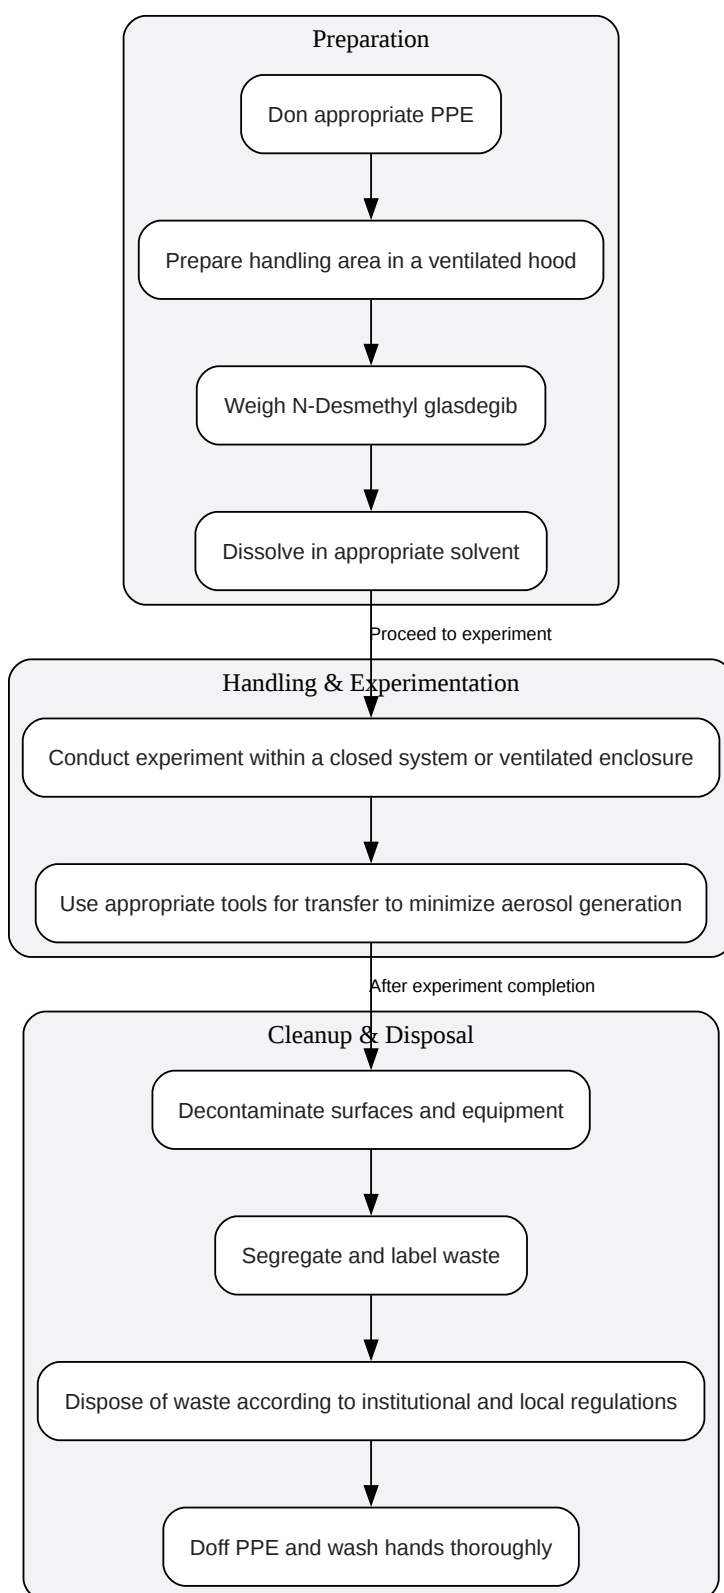 Preparation
Don appropriate PPE
Prepare handling area in a ventilated hood
Weigh N-Desmethyl glasdegib
Dissolve in appropriate solvent
Proceed to experiment
Handling & Experimentation
Conduct experiment within a closed system or ventilated enclosure
Use appropriate tools for transfer to minimize aerosol generation
After experiment completion
Cleanup & Disposal
Decontaminate surfaces and equipment
Segregate and label waste
Dispose of waste according to institutional and local regulations
Doff PPE and wash hands thoroughly